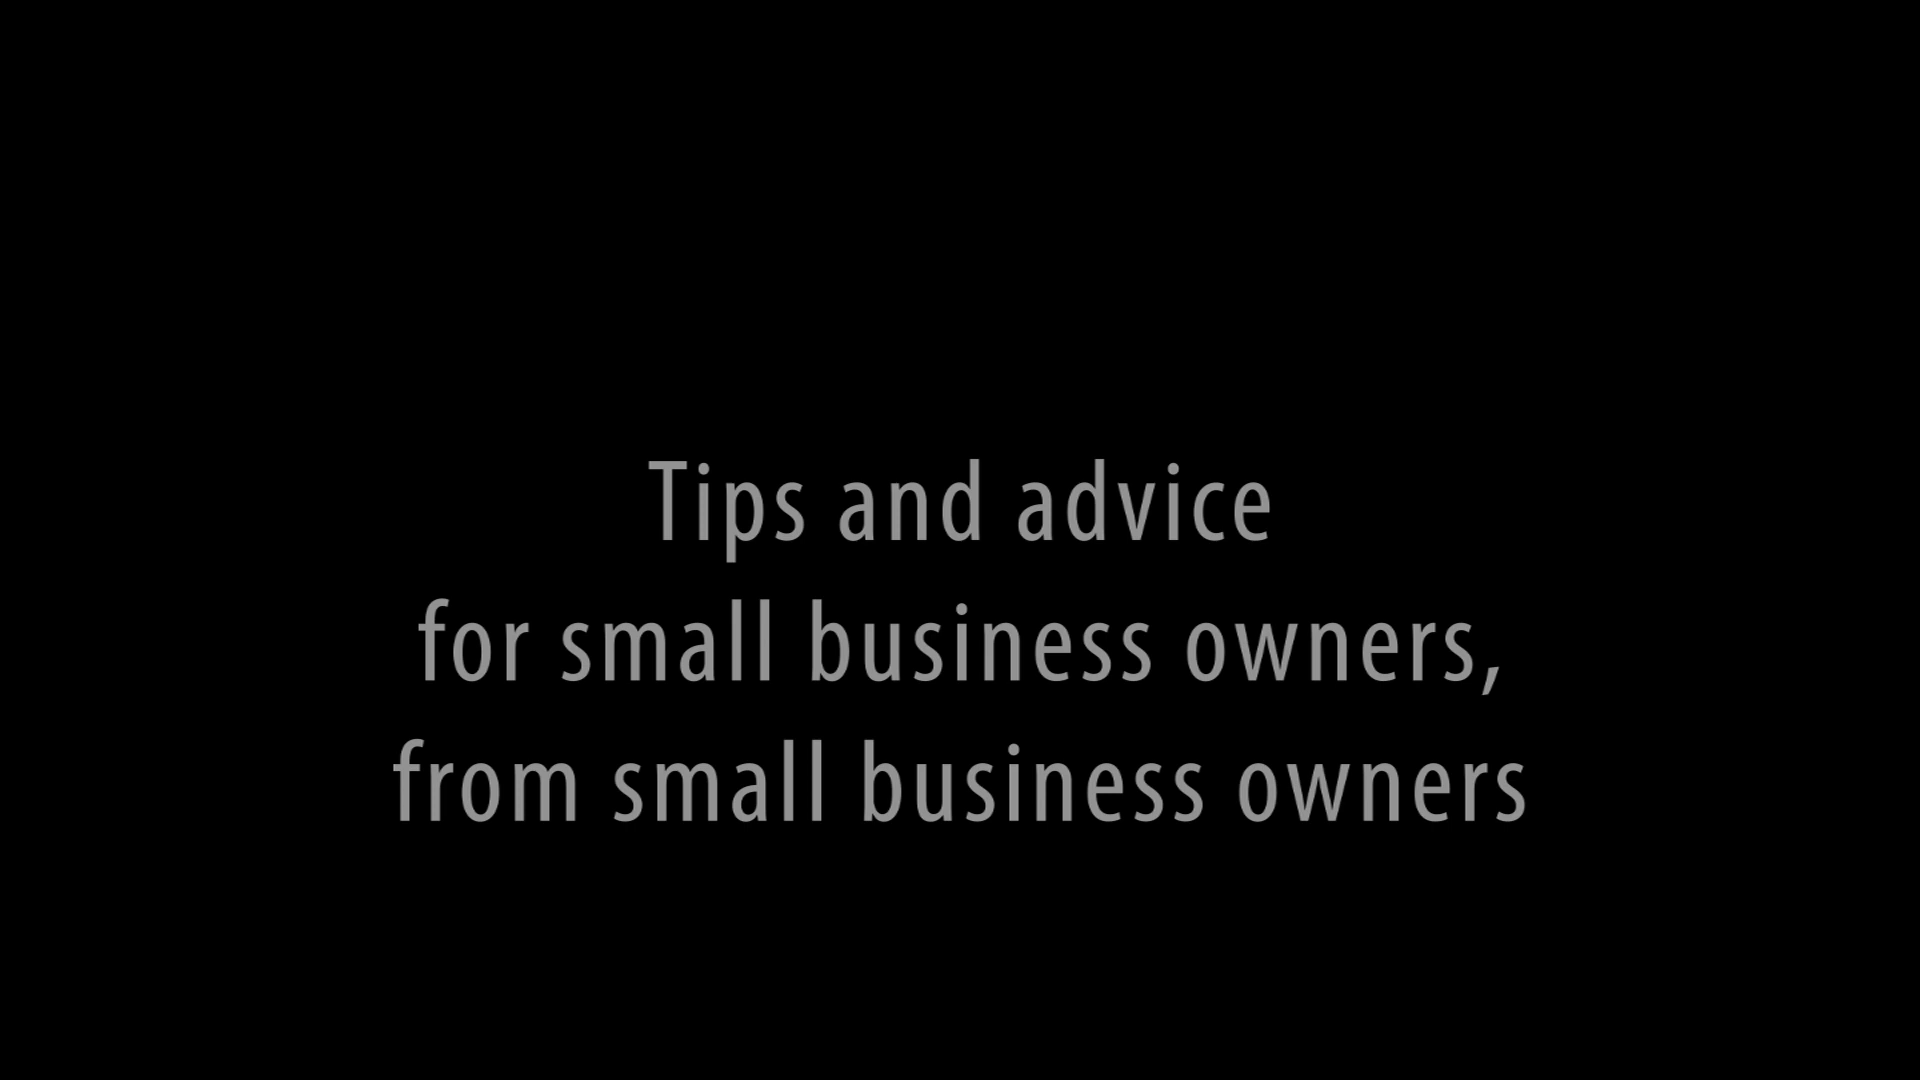 Tips and advice
for small business owners,
from small business owners